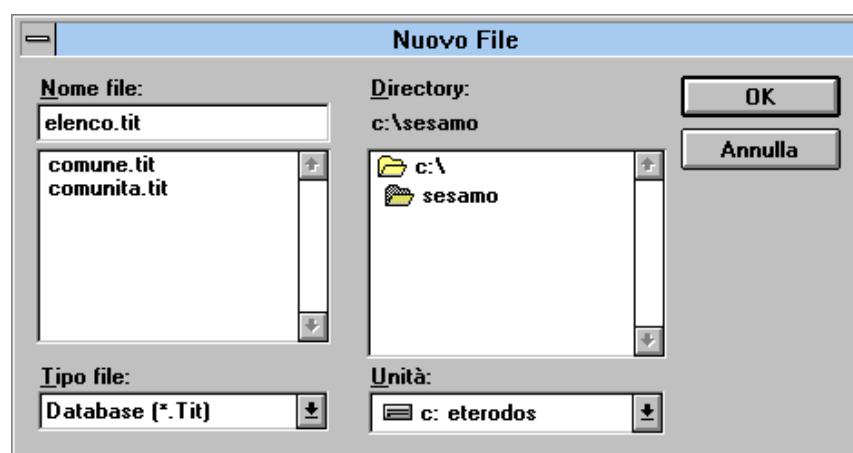 Nuovo File
Nome file:
elenco.tit
comune.tit
comunita.tit
Tipo file:
Database (*.Tit)
Directory:
c:\sesamo
c:\
sesamo
Unità:
c: eterodos
OK
Annulla